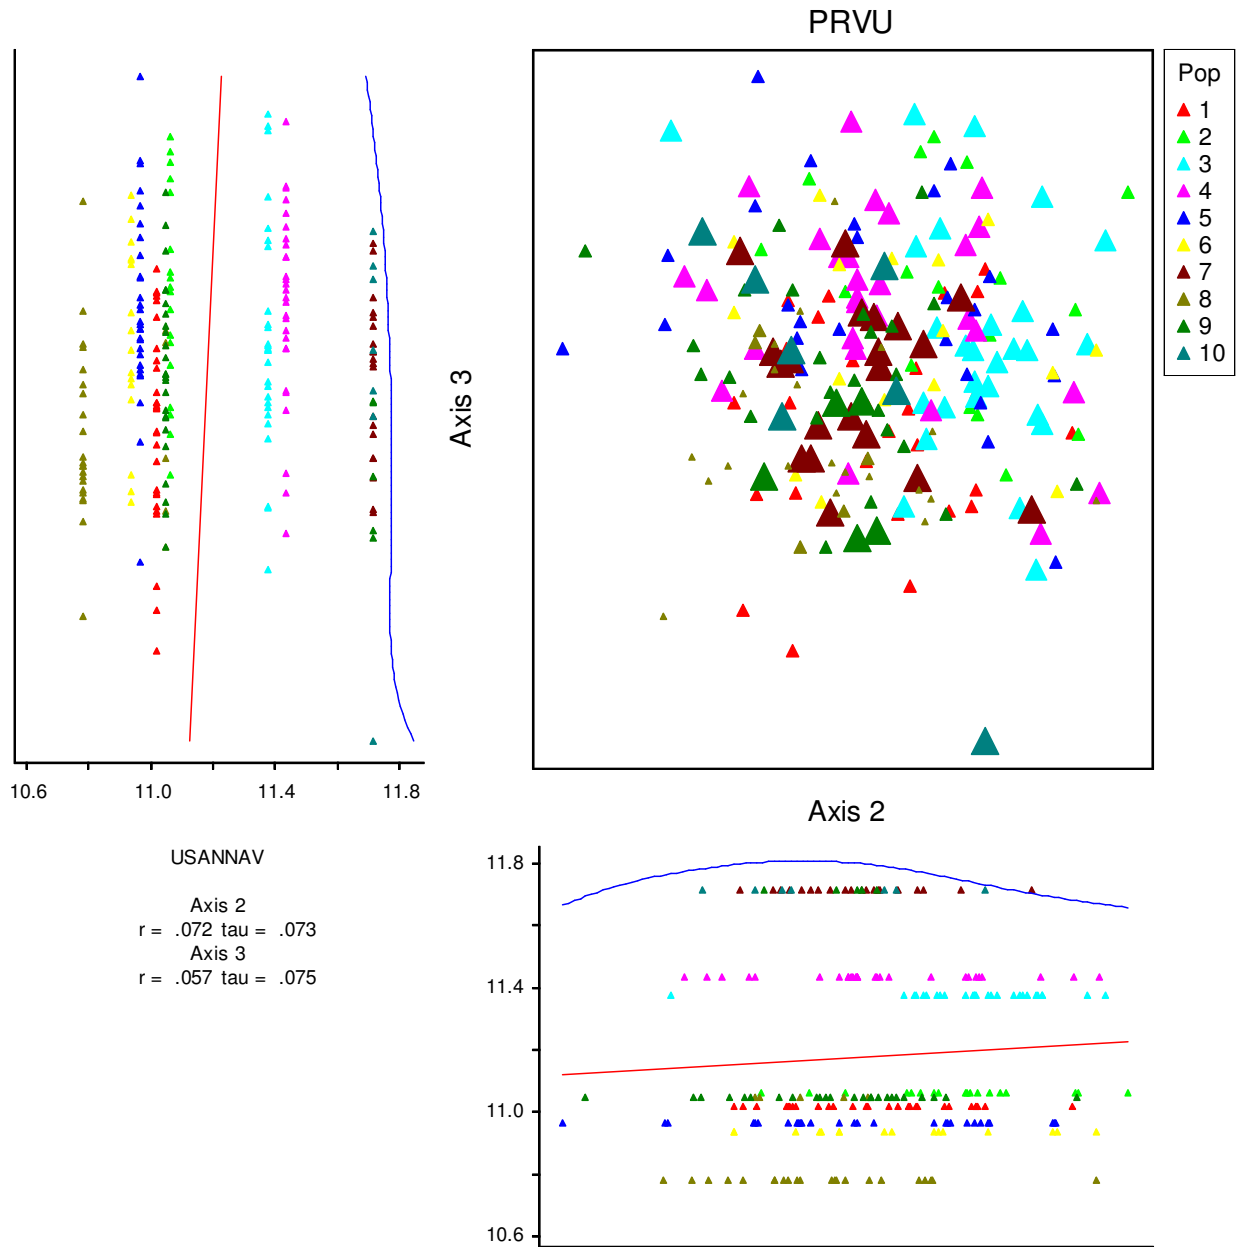 PRVU
Pop
1
2
3
4
5
6
7
8
9
10
Axis 3
10.6 11.0 11.4 11.8
Axis 2
USANNAV
Axis 2
r = .072 tau = .073
Axis 3
r = .057 tau = .075
11.8
11.4
11.0
10.6